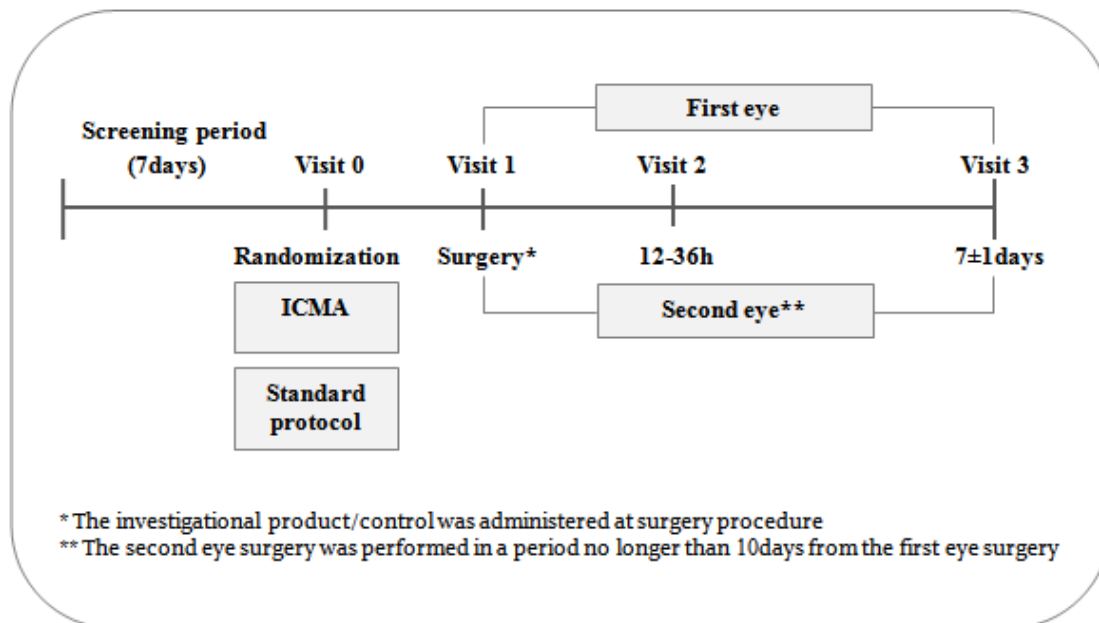 First eye
Screening period
(7days)
Visit 0
Visit 1
Visit 2
Visit 3
Randomization
Surgery*
12-36h
7±1days
ICMA
Second eye**
Standard
protocol
* The investigational product/control was administered at surgery procedure
** The second eye surgery was performed in a period no longer than 10days from the first eye surgery